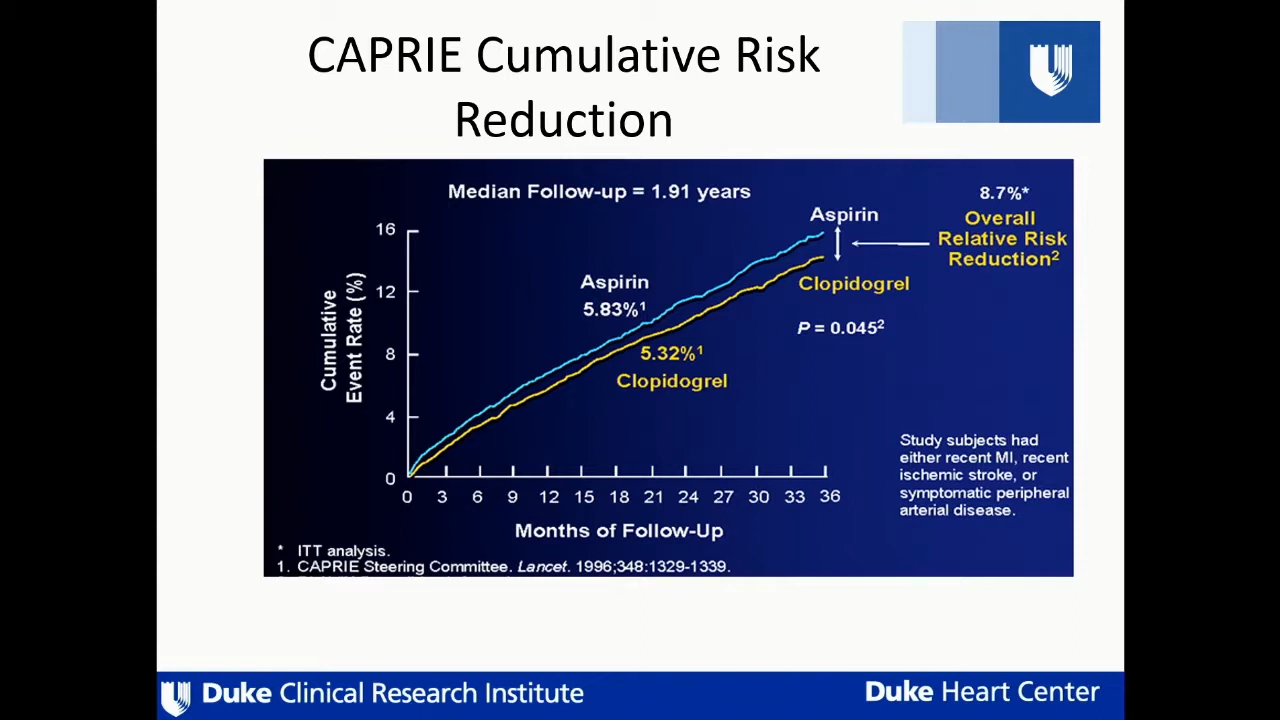 CAPRIE Cumulative Risk
Reduction
Median Follow-up = 1.91 years
8.7%*
Overall
Relative Risk
Reduction²
Aspirin
Clopidogrel
P = 0.045²
Aspirin
5.83%¹
5.32%¹
Clopidogrel
Cumulative
Event Rate (%)
16
12
8
4
0
0 3 6 9 12 15 18 21 24 27 30 33 36
Months of Follow-Up
Study subjects had
either recent MI, recent
ischemic stroke, or
symptomatic peripheral
arterial disease.
* ITT analysis.
1. CAPRIE Steering Committee. Lancet. 1996;348:1329-1339.
Duke Clinical Research Institute
Duke Heart Center